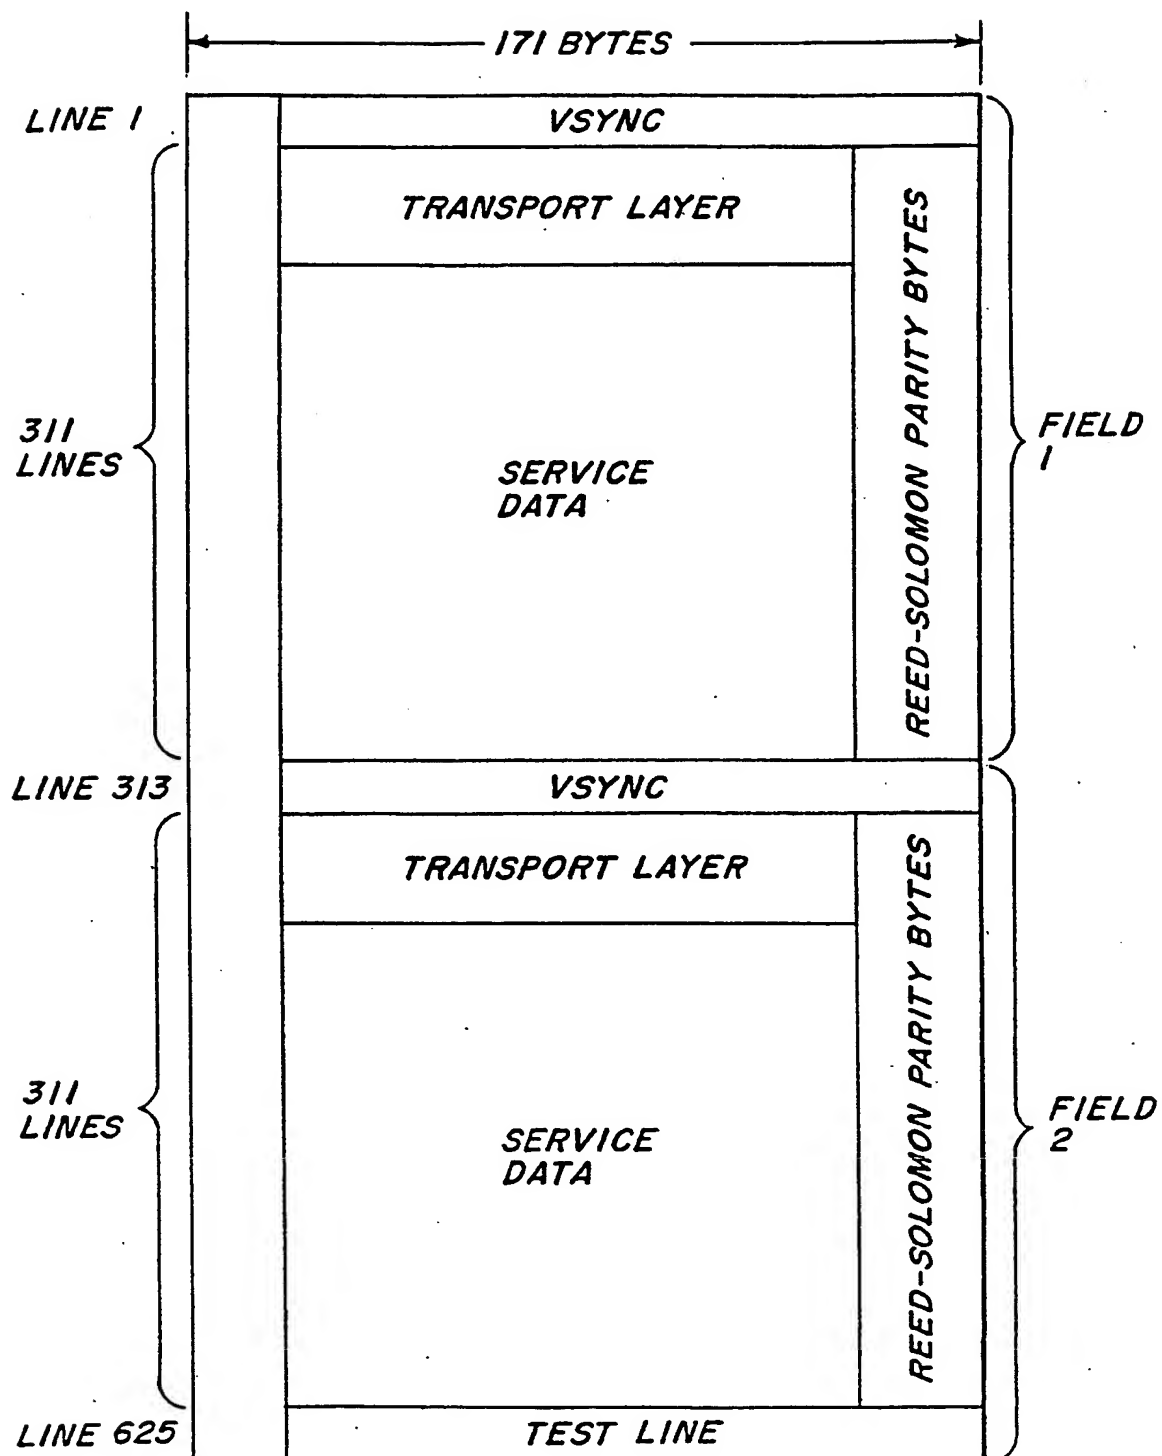 171 BYTES
LINE 1
VSYNC
TRANSPORT LAYER
REED-SOLOMON PARITY BYTES
311
LINES
SERVICE
DATA
FIELD
1
LINE 313
VSYNC
TRANSPORT LAYER
REED-SOLOMON PARITY BYTES
311
LINES
SERVICE
DATA
FIELD
2
LINE 625
TEST LINE